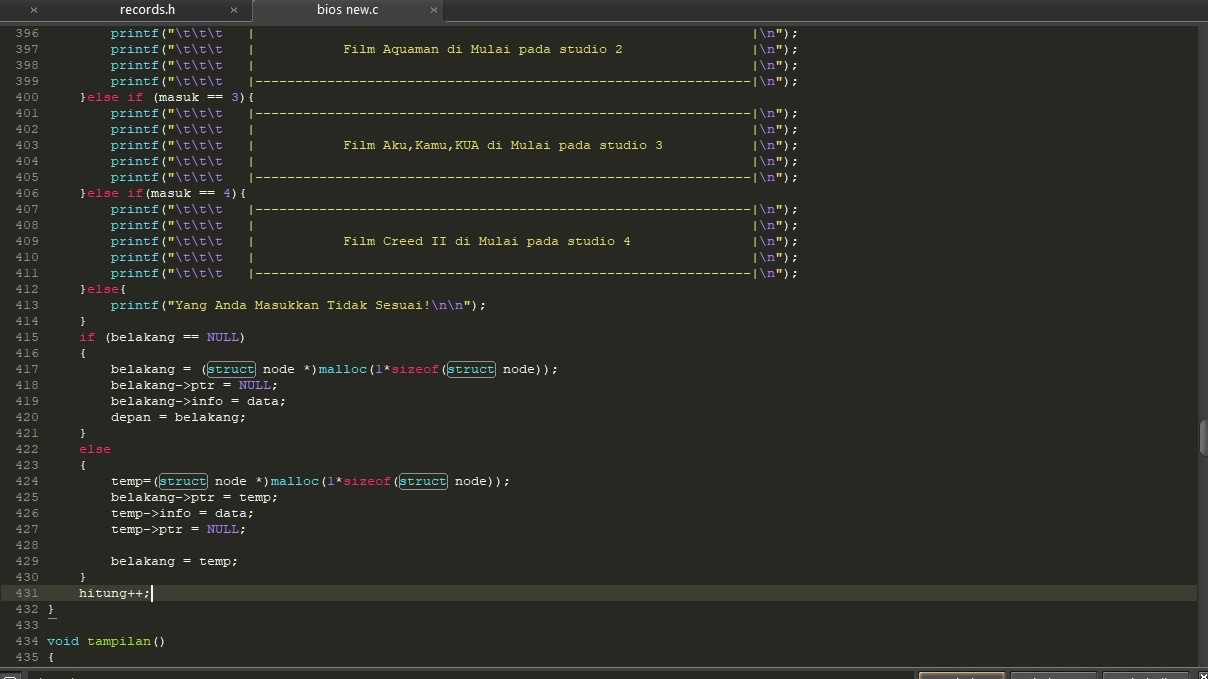 × records.h × bios new.c ×
396 printf("\t\t\t | |\n");
397 printf("\t\t\t | Film Aquaman di Mulai pada studio 2 |\n");
398 printf("\t\t\t | |\n");
399 printf("\t\t\t |--------------------------------------------------------------|\n");
400 }else if (masuk == 3){
401 printf("\t\t\t |--------------------------------------------------------------|\n");
402 printf("\t\t\t | |\n");
403 printf("\t\t\t | Film Aku,Kamu,KUA di Mulai pada studio 3 |\n");
404 printf("\t\t\t | |\n");
405 printf("\t\t\t |--------------------------------------------------------------|\n");
406 }else if(masuk == 4){
407 printf("\t\t\t |--------------------------------------------------------------|\n");
408 printf("\t\t\t | |\n");
409 printf("\t\t\t | Film Creed II di Mulai pada studio 4 |\n");
410 printf("\t\t\t | |\n");
411 printf("\t\t\t |--------------------------------------------------------------|\n");
412 }else{
413 printf("Yang Anda Masukkan Tidak Sesuai!\n\n");
414 }
415 if (belakang == NULL)
416 {
417 belakang = (struct node *)malloc(1*sizeof(struct node));
418 belakang->ptr = NULL;
419 belakang->info = data;
420 depan = belakang;
421 }
422 else
423 {
424 temp=(struct node *)malloc(1*sizeof(struct node));
425 belakang->ptr = temp;
426 temp->info = data;
427 temp->ptr = NULL;
428
429 belakang = temp;
430 }
431 hitung++;
432 }
433
434 void tampilan()
435 {